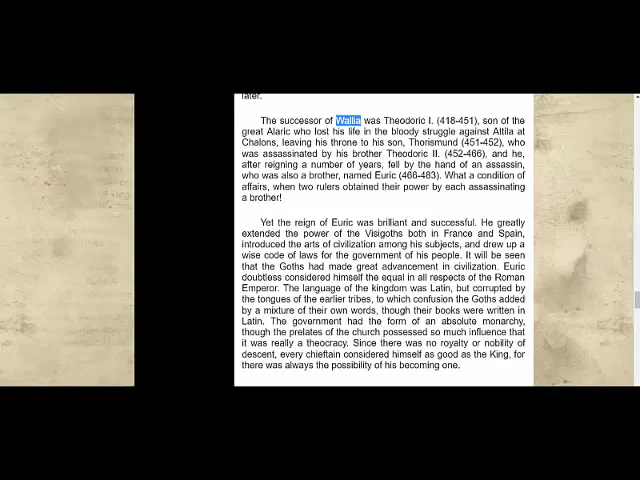 later.
The successor of Wallia was Theodoric I. (418-451), son of the
great Alaric who lost his life in the bloody struggle against Attila at
Chalons, leaving his throne to his son, Thorismund (451-452), who
was assassinated by his brother Theodoric II. (452-466), and he,
after reigning a number of years, fell by the hand of an assassin,
who was also a brother, named Euric (466-483). What a condition of
affairs, when two rulers obtained their power by each assassinating
a brother!
Yet the reign of Euric was brilliant and successful. He greatly
extended the power of the Visigoths both in France and Spain,
introduced the arts of civilization among his subjects, and drew up a
wise code of laws for the government of his people. It will be seen
that the Goths had made great advancement in civilization. Euric
doubtless considered himself the equal in all respects of the Roman
Emperor. The language of the kingdom was Latin, but corrupted by
the tongues of the earlier tribes, to which confusion the Goths added
by a mixture of their own words, though their books were written in
Latin. The government had the form of an absolute monarchy,
though the prelates of the church possessed so much influence that
it was really a theocracy. Since there was no royalty or nobility of
descent, every chieftain considered himself as good as the King, for
there was always the possibility of his becoming one.